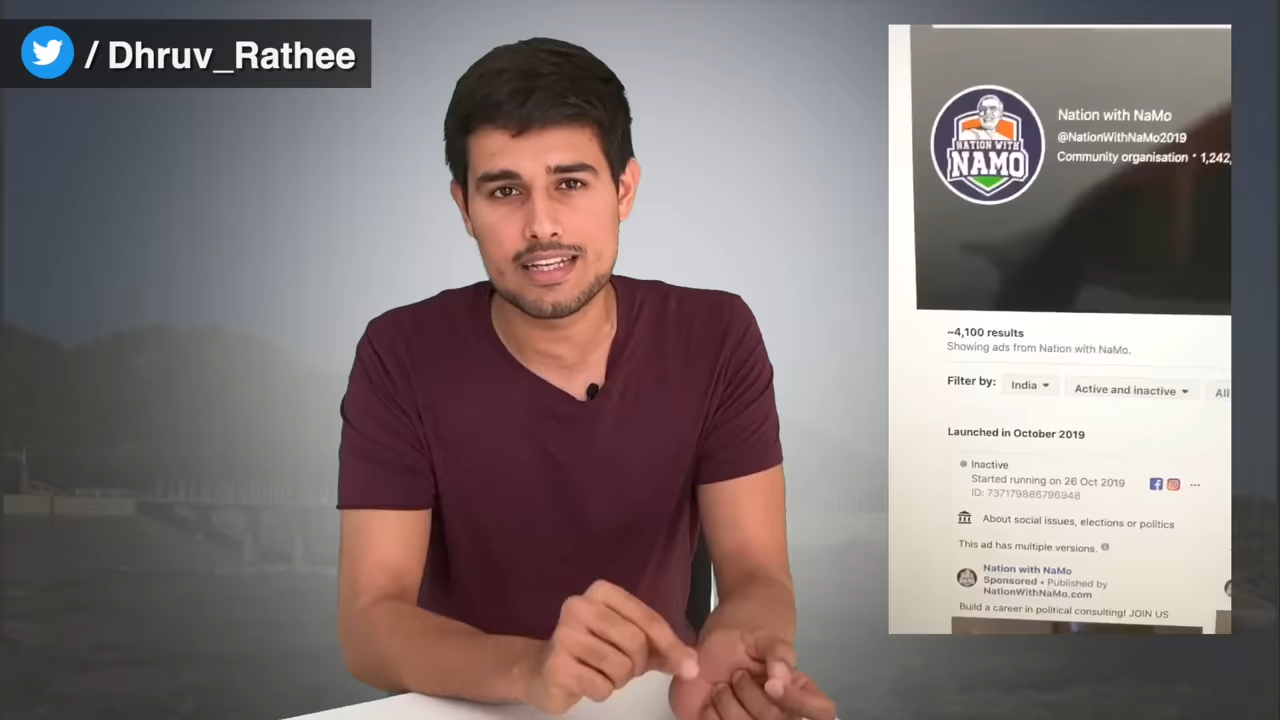 / Dhruv_Rathee
NATION WITH
NAMO
Nation with NaMo
@NationWithNaMo2019
Community organisation · 1,242,
~4,100 results
Showing ads from Nation with NaMo.
Filter by:
India
Active and inactive
All
Launched in October 2019
Inactive
Started running on 26 Oct 2019
ID: 737179886796948
About social issues, elections or politics
This ad has multiple versions.
Nation with NaMo
Sponsored • Published by
NationWithNaMo.com
Build a career in political consulting! JOIN US